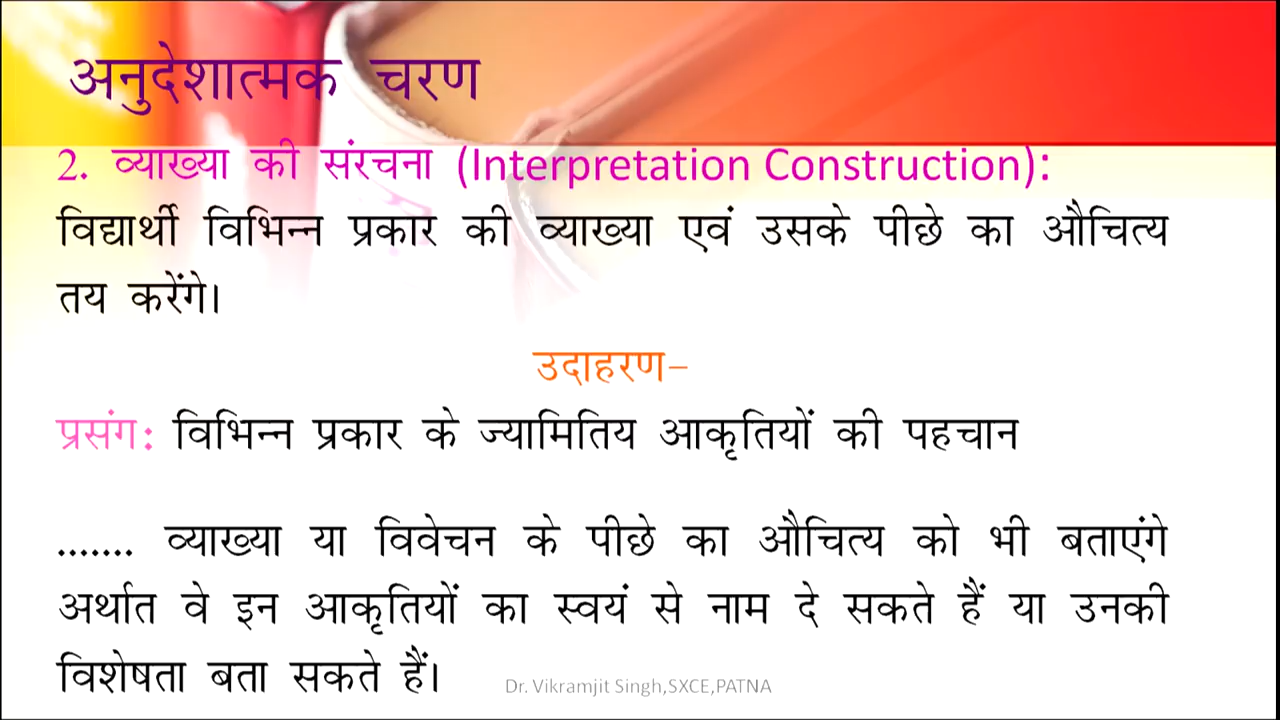 अनुदेशात्मक चरण
2. व्याख्या की संरचना (Interpretation Construction):
विद्यार्थी विभिन्न प्रकार की व्याख्या एवं उसके पीछे का औचित्य
तय करेंगे।
उदाहरण–
प्रसंग: विभिन्न प्रकार के ज्यामितिय आकृतियों की पहचान
....... व्याख्या या विवेचन के पीछे का औचित्य को भी बताएंगे
अर्थात वे इन आकृतियों का स्वयं से नाम दे सकते हैं या उनकी
विशेषता बता सकते हैं।
Dr. Vikramjit Singh,SXCE,PATNA